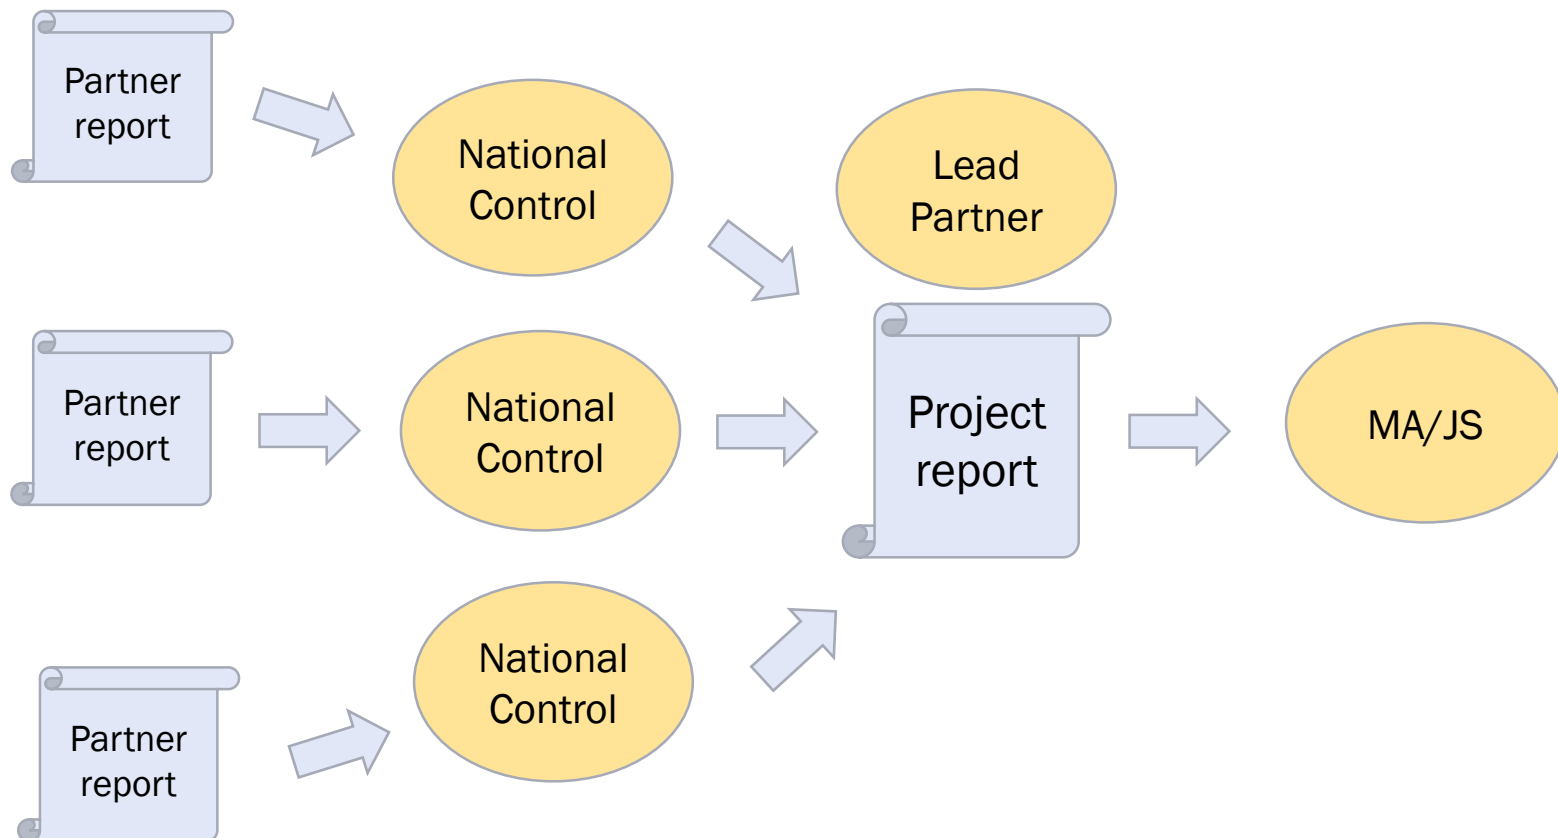 Partner
report
National
Control
Lead
Partner
Partner
report
National
Control
Project
report
MA/JS
Partner
report
National
Control